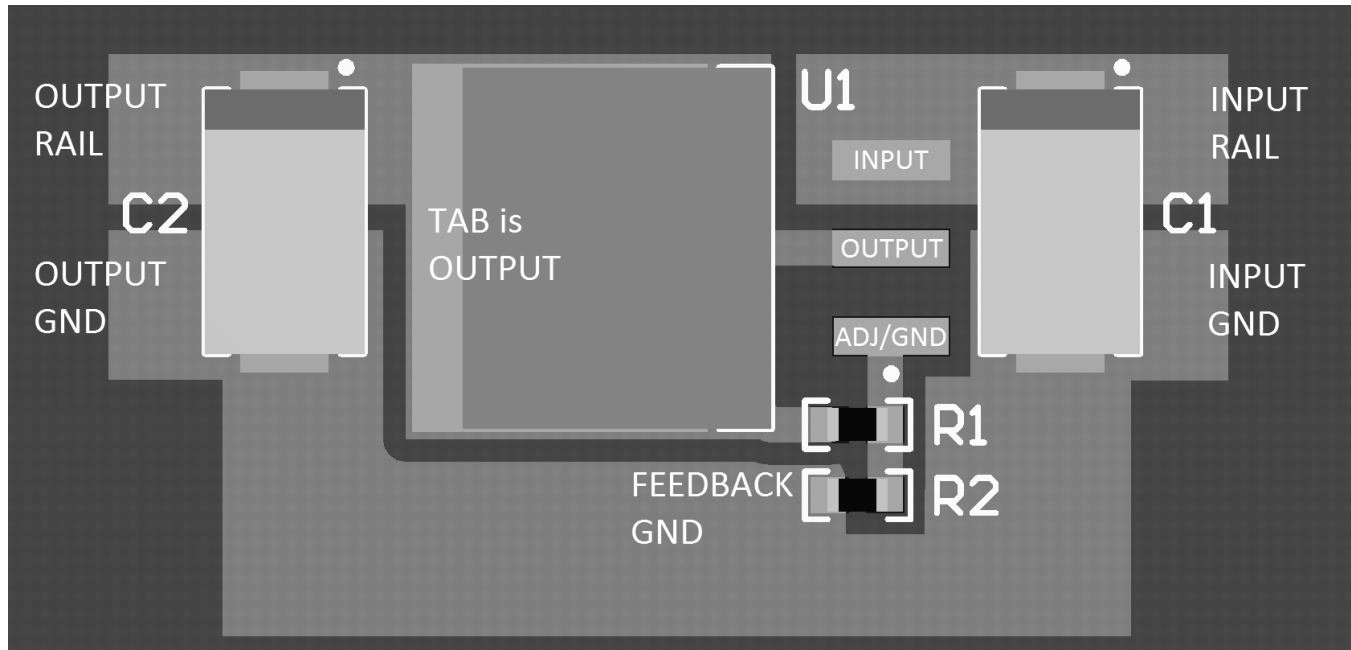 OUTPUT
RAIL
C2
OUTPUT
GND
TAB is
OUTPUT
U1
INPUT
OUTPUT
ADJ/GND
R1
R2
FEEDBACK
GND
INPUT
RAIL
C1
INPUT
GND